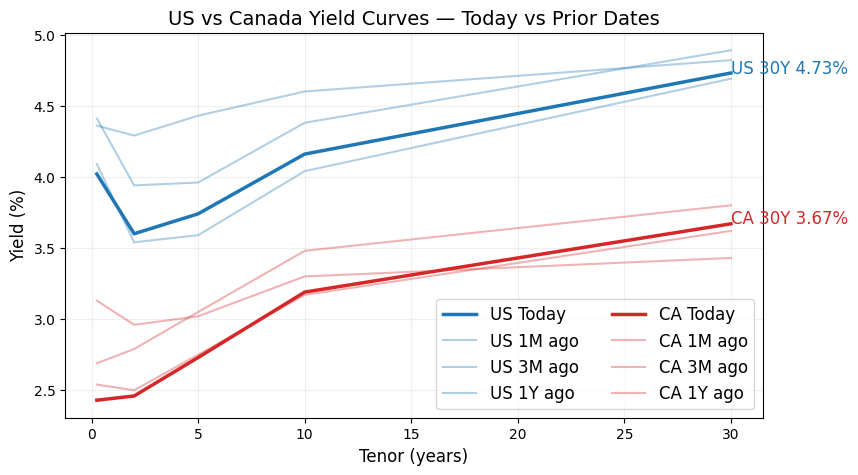 US vs Canada Yield Curves — Today vs Prior Dates
5.0
4.5
4.0
3.5
3.0
2.5
Yield (%)
US 30Y 4.73%
CA 30Y 3.67%
US Today
US 1M ago
US 3M ago
US 1Y ago
CA Today
CA 1M ago
CA 3M ago
CA 1Y ago
0 5 10 15 20 25 30
Tenor (years)